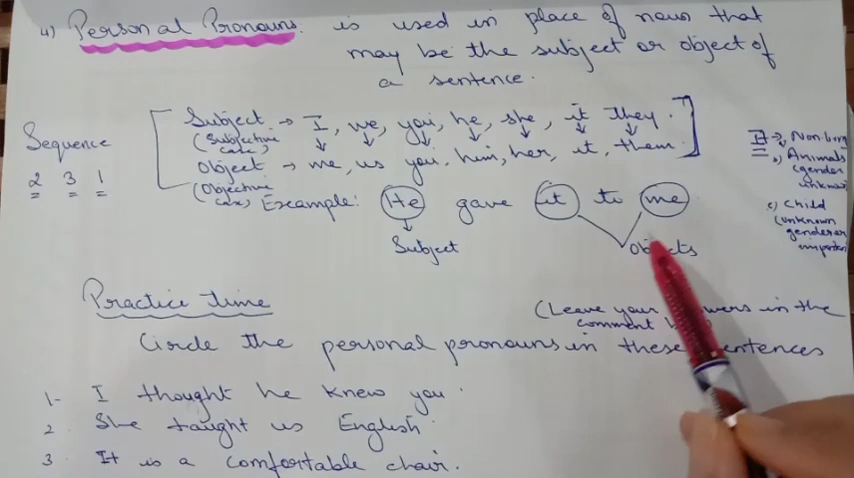 4) Personal Pronouns. is used in place of noun that
may be the subject or object of
a sentence.
Sequence
2 3 1
Subject → I, we, you, he, she, it They.
(Subjective case)
Object → me, us you, him, her, it, them
(Objective case)
Example: He gave it to me
Subject
Objects
It → Non living
Animals
(gender
unknown
c) Child
(unknown
gender or
Practice time
(Leave your answers in the
comment
Circle the personal pronouns in these sentences
1- I thought he knew you.
2. She taught us English.
3. It is a comfortable chair.